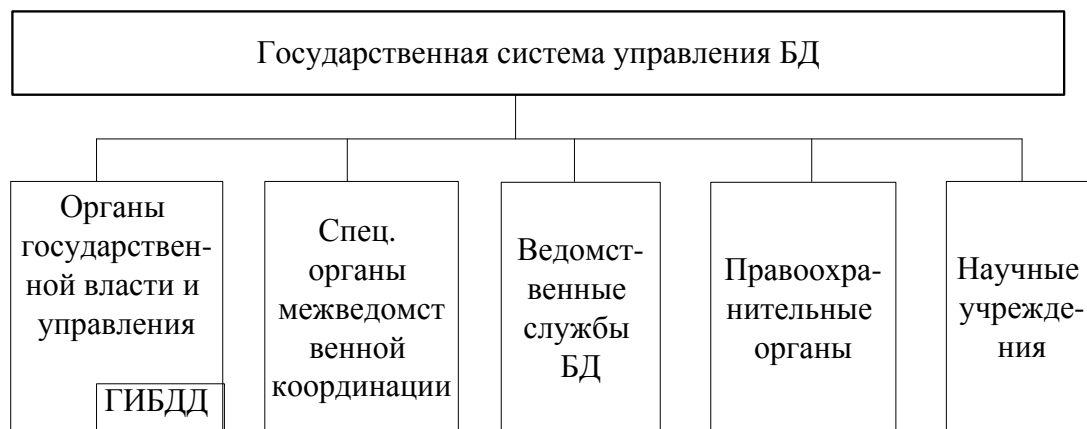 Государственная система управления БД
Органы
государствен-
ной власти и
управления
ГИБДД
Спец.
органы
межведомст
венной
координации
Ведомст-
венные
службы
БД
Правоохра-
нительные
органы
Научные
учрежде-
ния